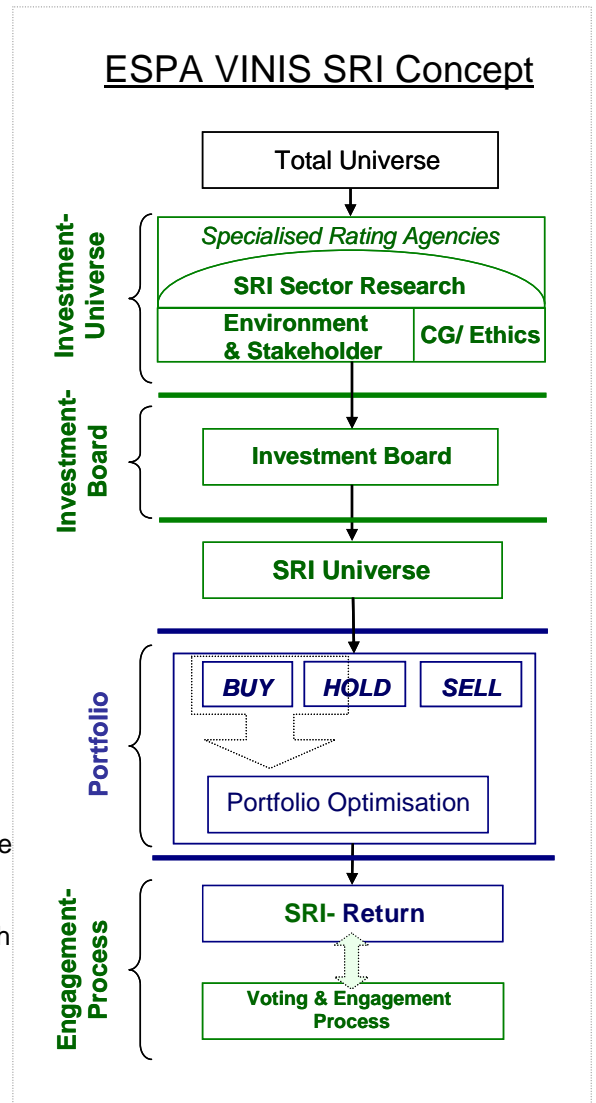 ESPA VINIS SRI Concept
Total Universe
Investment-
Universe
Specialised Rating Agencies
SRI Sector Research
Environment
& Stakeholder
CG/ Ethics
Investment-
Board
Investment Board
SRI Universe
Portfolio
BUY
HOLD
SELL
Portfolio Optimisation
e
n
Engagement-
Process
SRI- Return
Voting & Engagement
Process